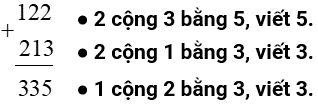 122 ● 2 cộng 3 bằng 5, viết 5.
+
213 ● 2 cộng 1 bằng 3, viết 3.
335 ● 1 cộng 2 bằng 3, viết 3.